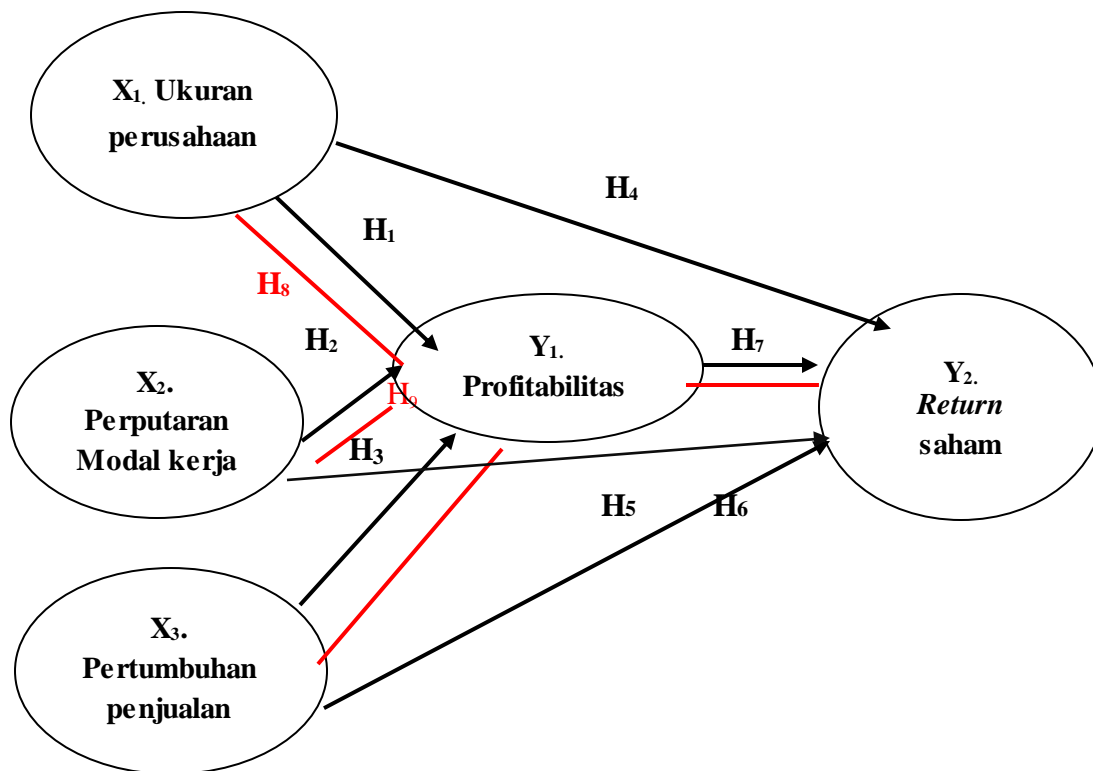 X₁. Ukuran
perusahaan
H₄
H₁
H₈
H₂
Y₁.
Profitabilitas
H₇
X₂.
Perputaran
Modal kerja
H₉
H₃
Y₂.
Return
saham
H₅
H₆
X₃.
Pertumbuhan
penjualan